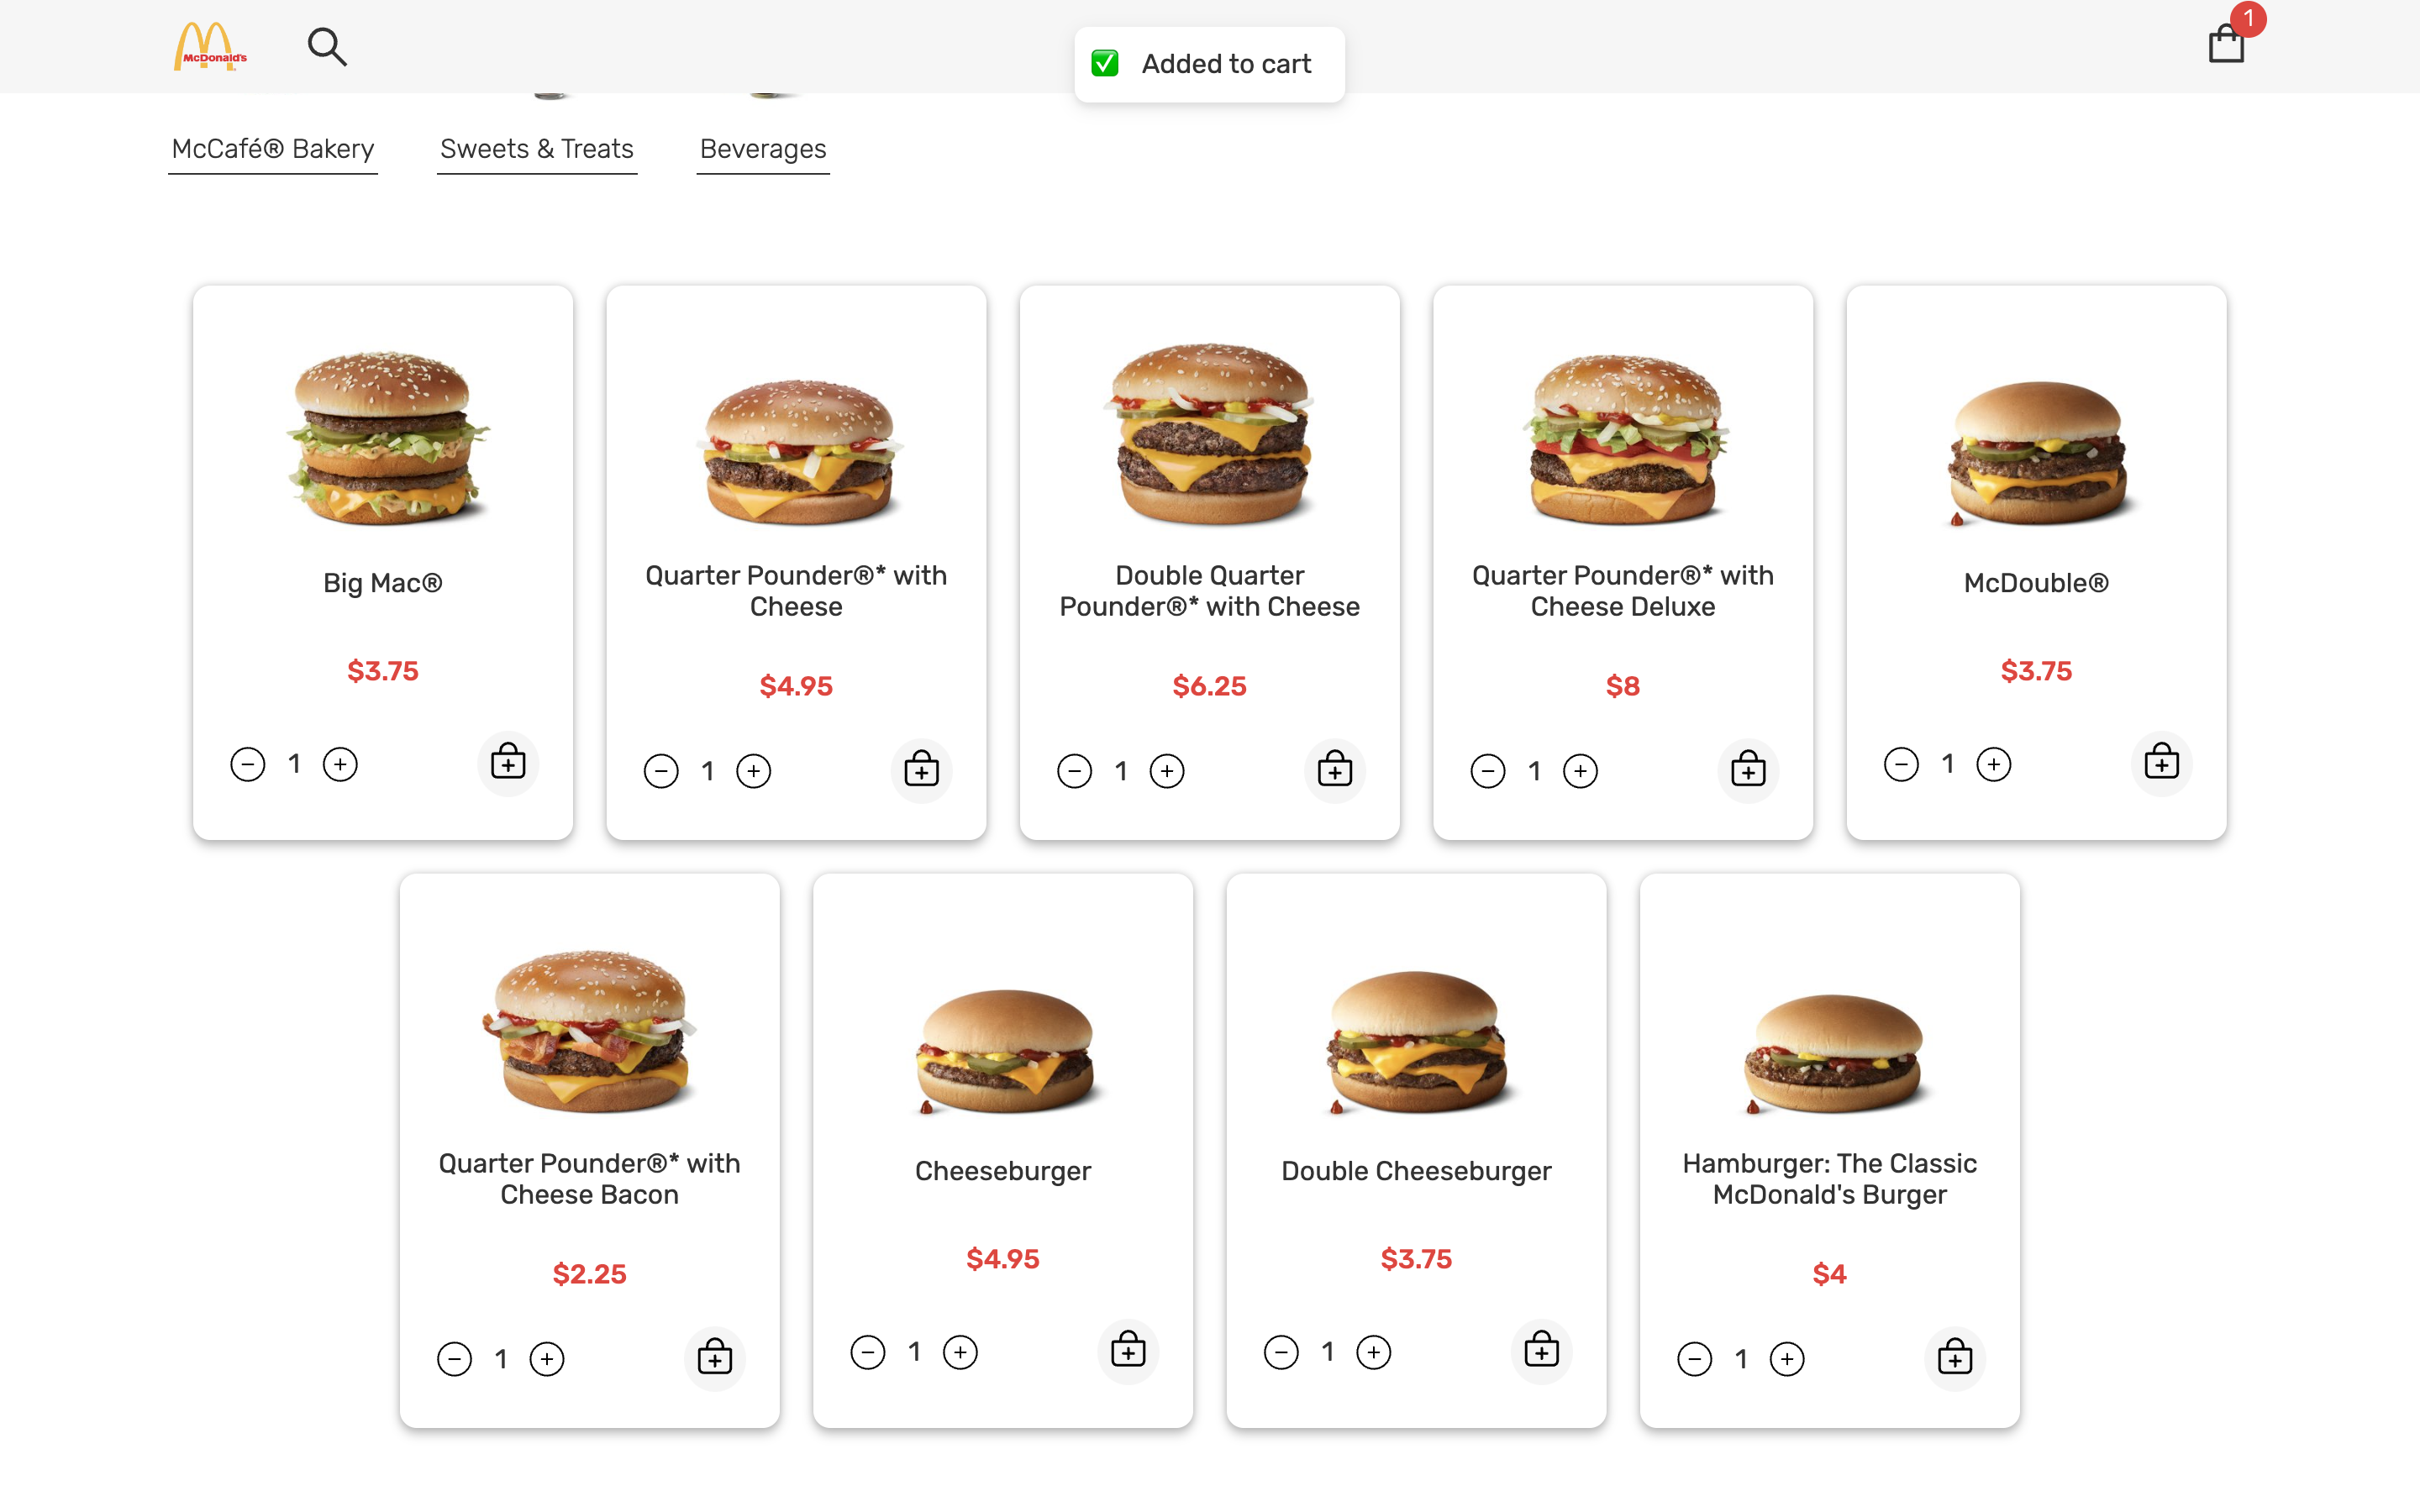 McDonald's
Added to cart
1
McCafé® Bakery
Sweets & Treats
Beverages
Big Mac®
$3.75
1
Quarter Pounder®* with
Cheese
$4.95
1
Double Quarter
Pounder®* with Cheese
$6.25
1
Quarter Pounder®* with
Cheese Deluxe
$8
1
McDouble®
$3.75
1
Quarter Pounder®* with
Cheese Bacon
$2.25
1
Cheeseburger
$4.95
1
Double Cheeseburger
$3.75
1
Hamburger: The Classic
McDonald's Burger
$4
1